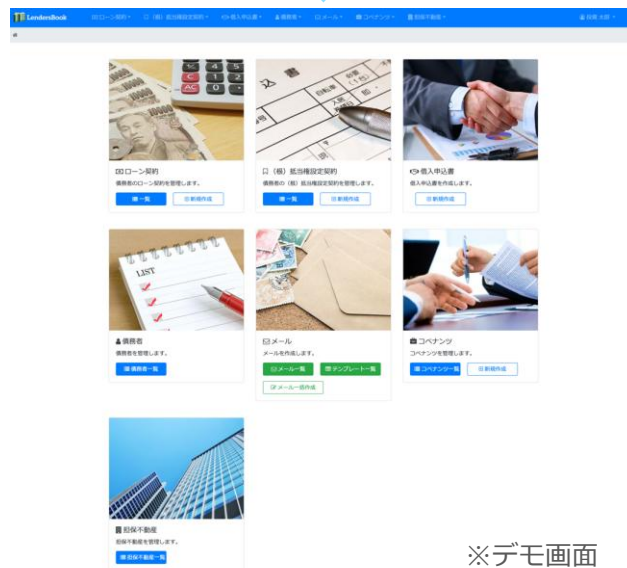 LendersBook
ローン契約
(根) 抵当権設定契約
借入申込書
債務者
メール
コベナンツ
担保不動産
ローン契約
債務者のローン契約を管理します。
一覧
新規作成
(根) 抵当権設定契約
債務者の (根) 抵当権設定契約を管理します。
一覧
新規作成
借入申込書
借入申込書を作成します。
新規作成
LIST
債務者
債務者を管理します。
債務者一覧
メール
メールを作成します。
メール一覧
テンプレート一覧
メール一括作成
コベナンツ
コベナンツを管理します。
コベナンツ一覧
新規作成
担保不動産
担保不動産を管理します。
担保不動産一覧
※デモ画面